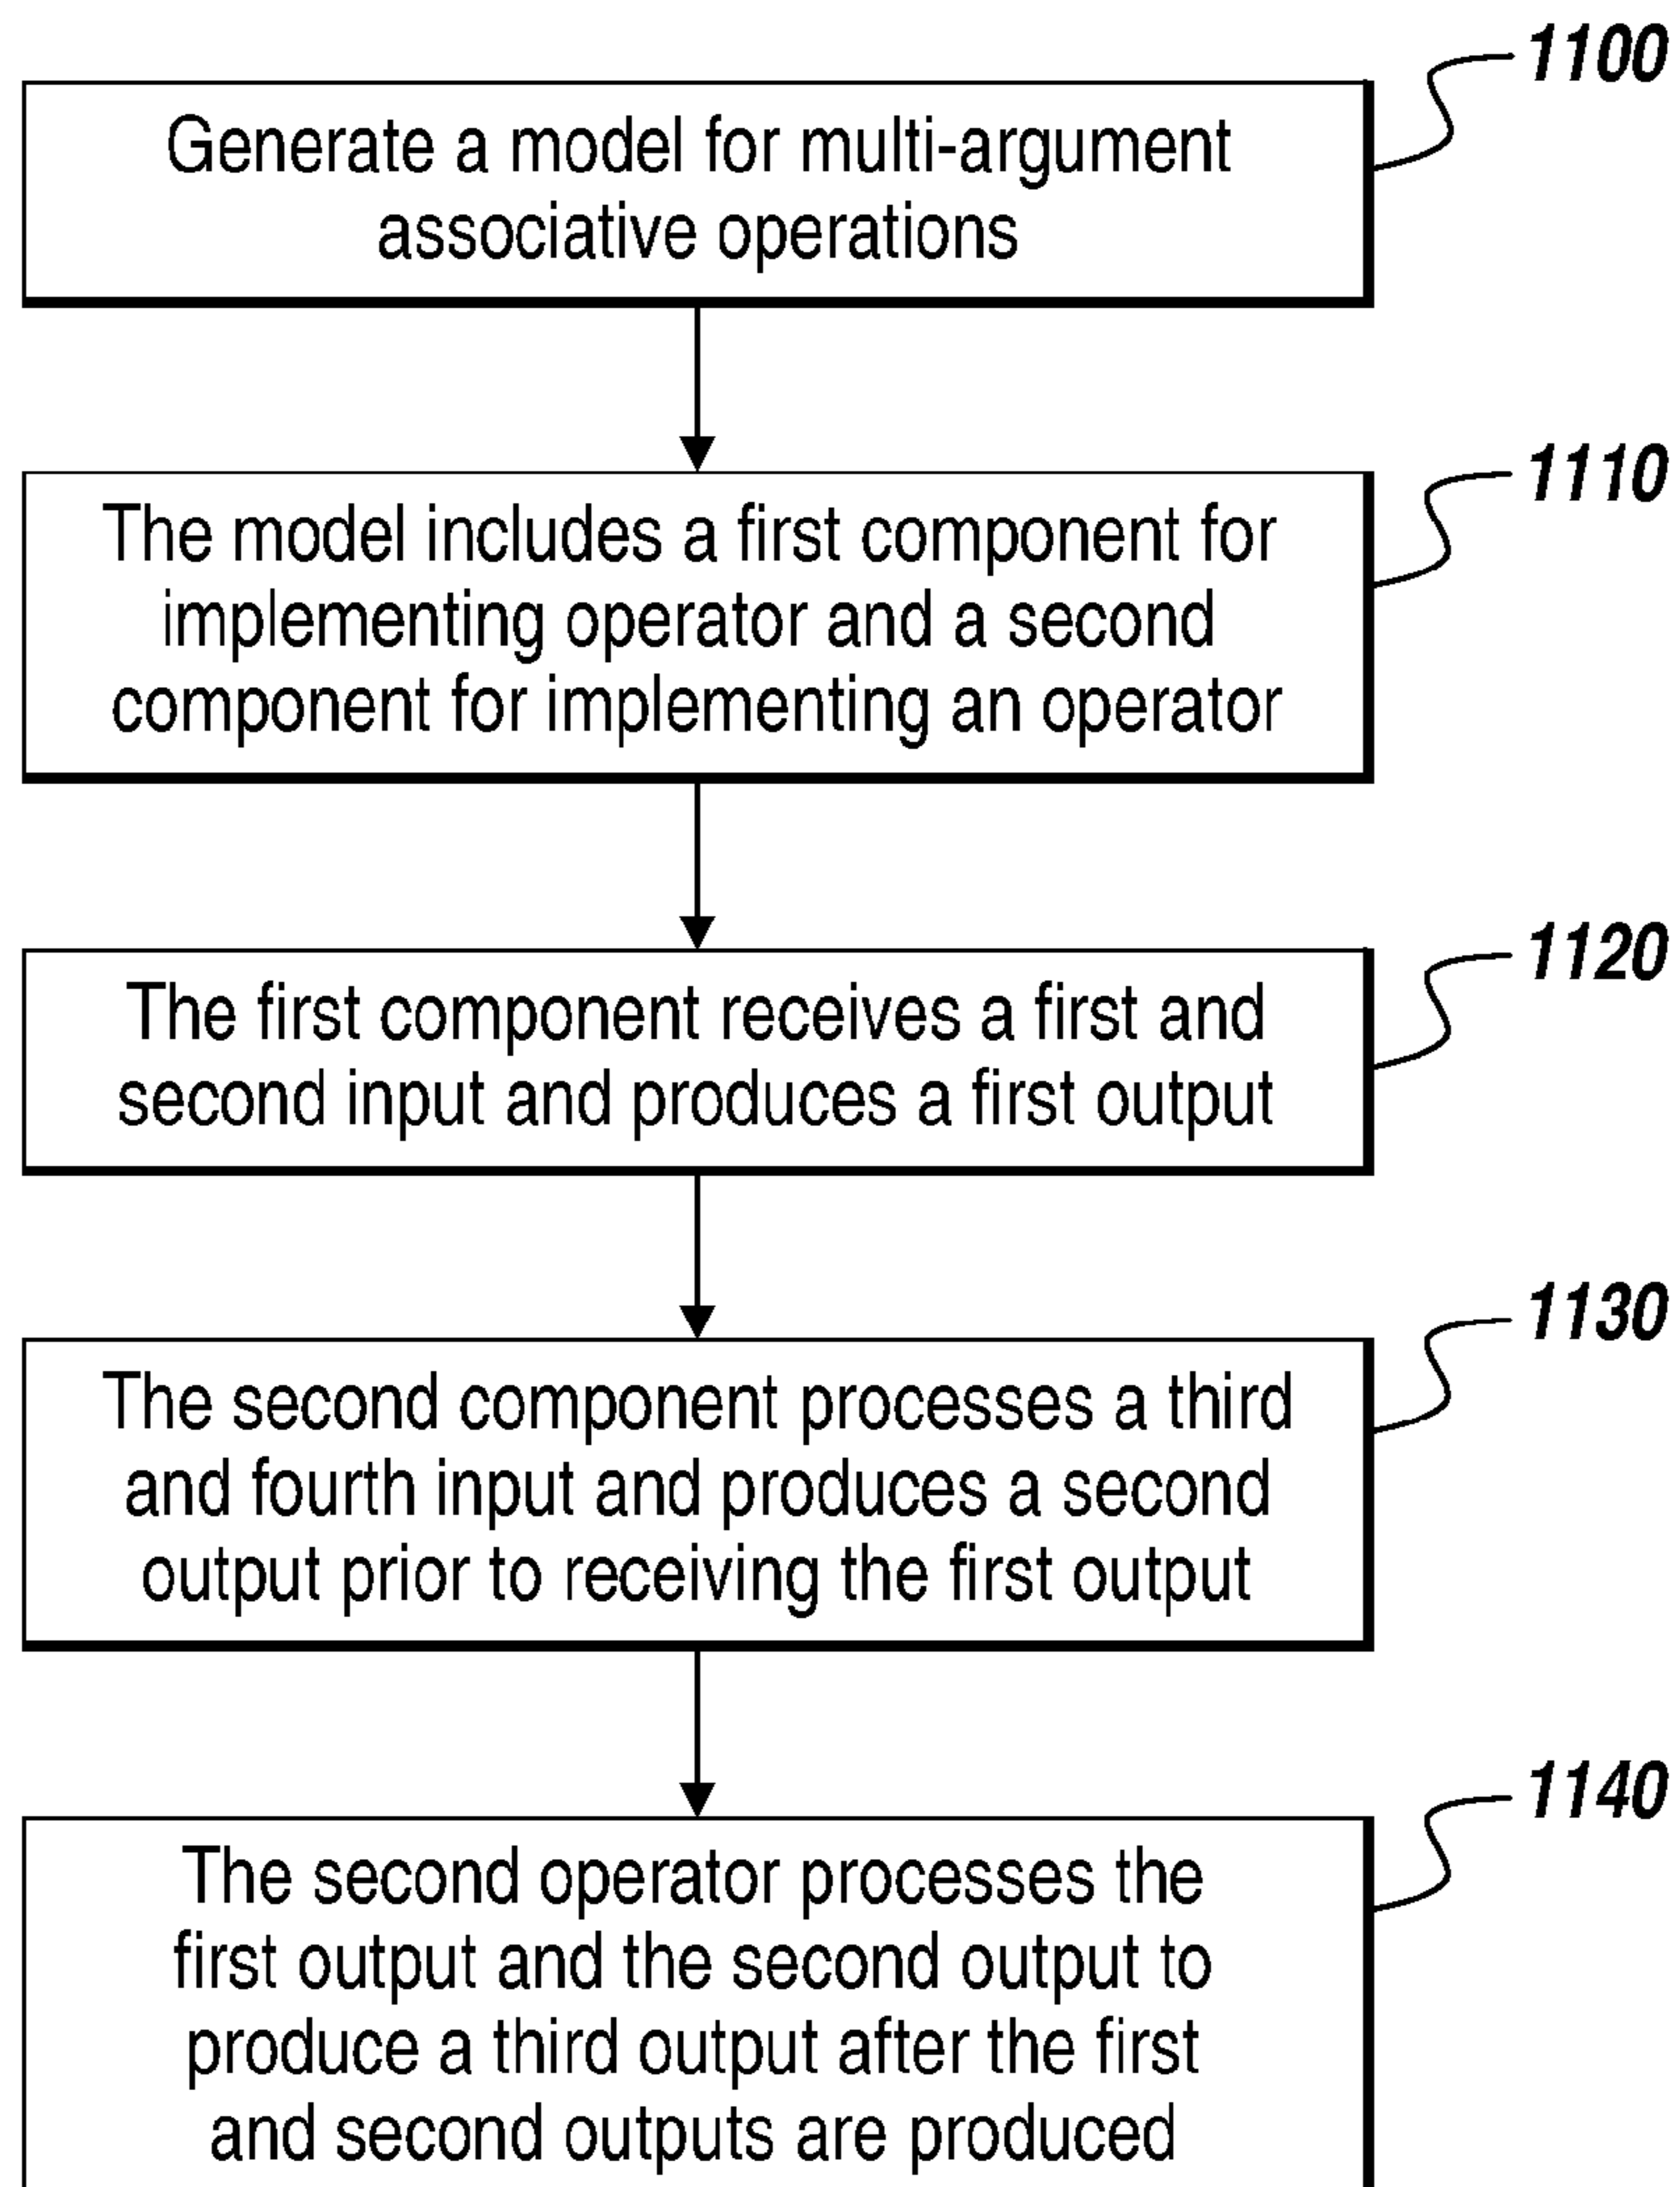 1100
Generate a model for multi-argument
associative operations
1110
The model includes a first component for
implementing operator and a second
component for implementing an operator
1120
The first component receives a first and
second input and produces a first output
1130
The second component processes a third
and fourth input and produces a second
output prior to receiving the first output
1140
The second operator processes the
first output and the second output to
produce a third output after the first
and second outputs are produced